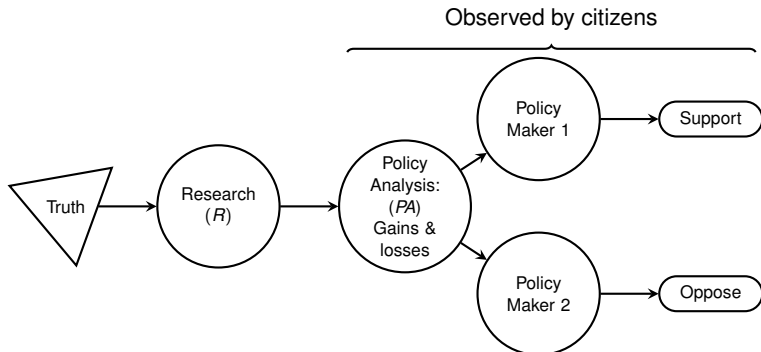 Observed by citizens
Truth
Research
(R)
Policy
Analysis:
(PA)
Gains &
losses
Policy
Maker 1
Support
Policy
Maker 2
Oppose